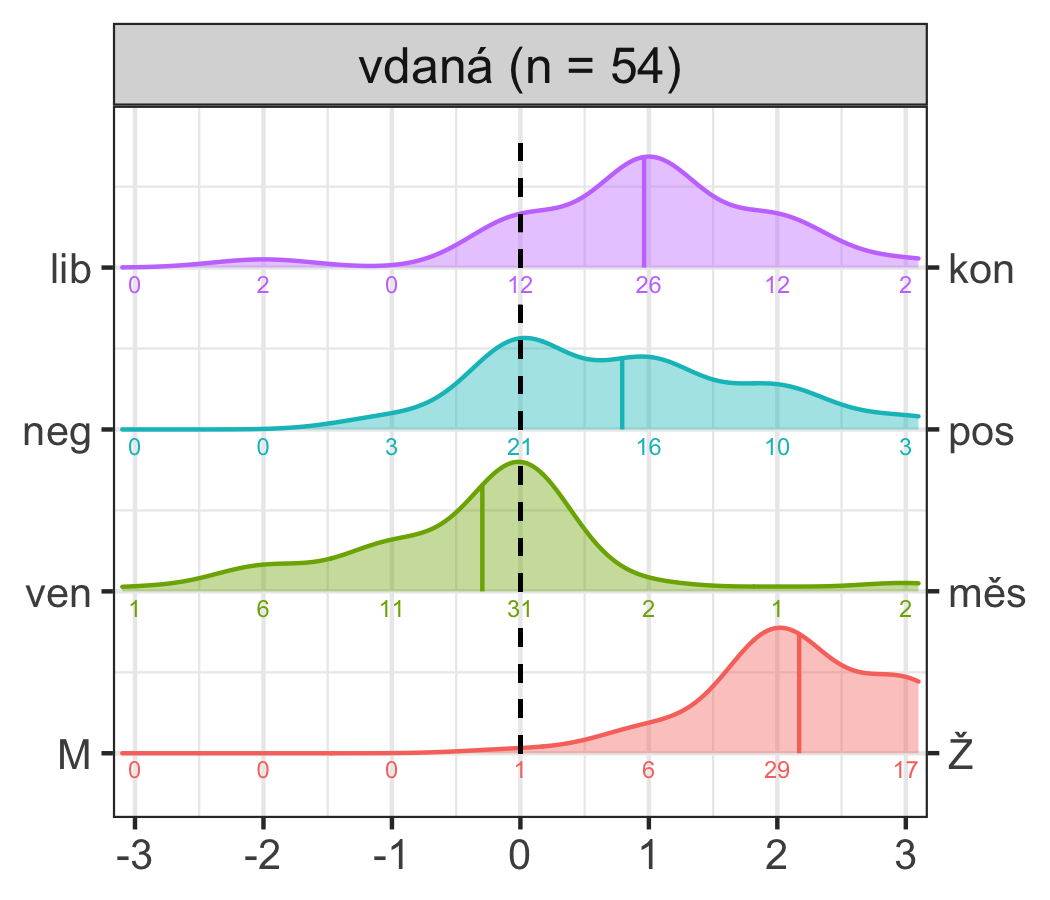 vdaná (n = 54)
lib kon
0 2 0 12 26 12 2
neg pos
0 0 3 21 16 10 3
ven měs
1 6 11 31 2 1 2
M Ž
0 0 0 1 6 29 17
-3 -2 -1 0 1 2 3